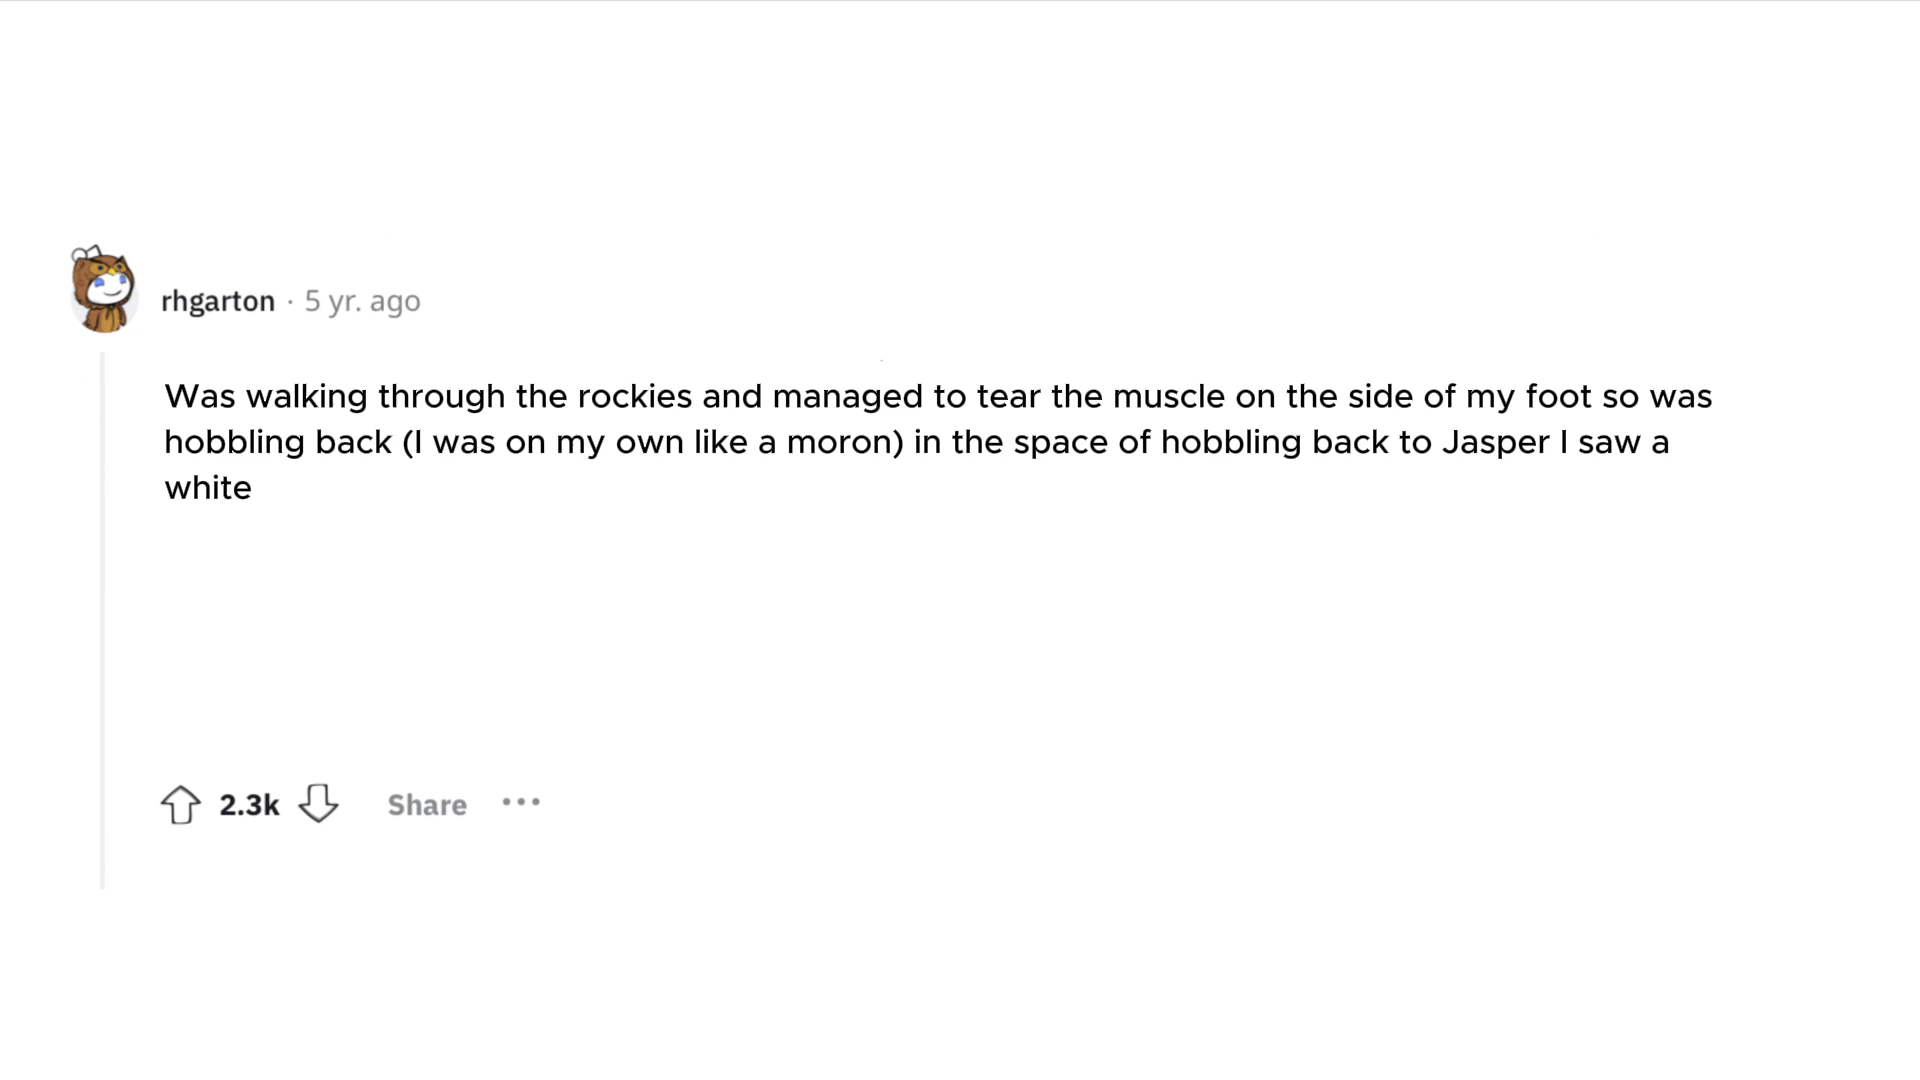 rhgarton · 5 yr. ago
Was walking through the rockies and managed to tear the muscle on the side of my foot so was
hobbling back (I was on my own like a moron) in the space of hobbling back to Jasper I saw a
white
2.3k Share ···